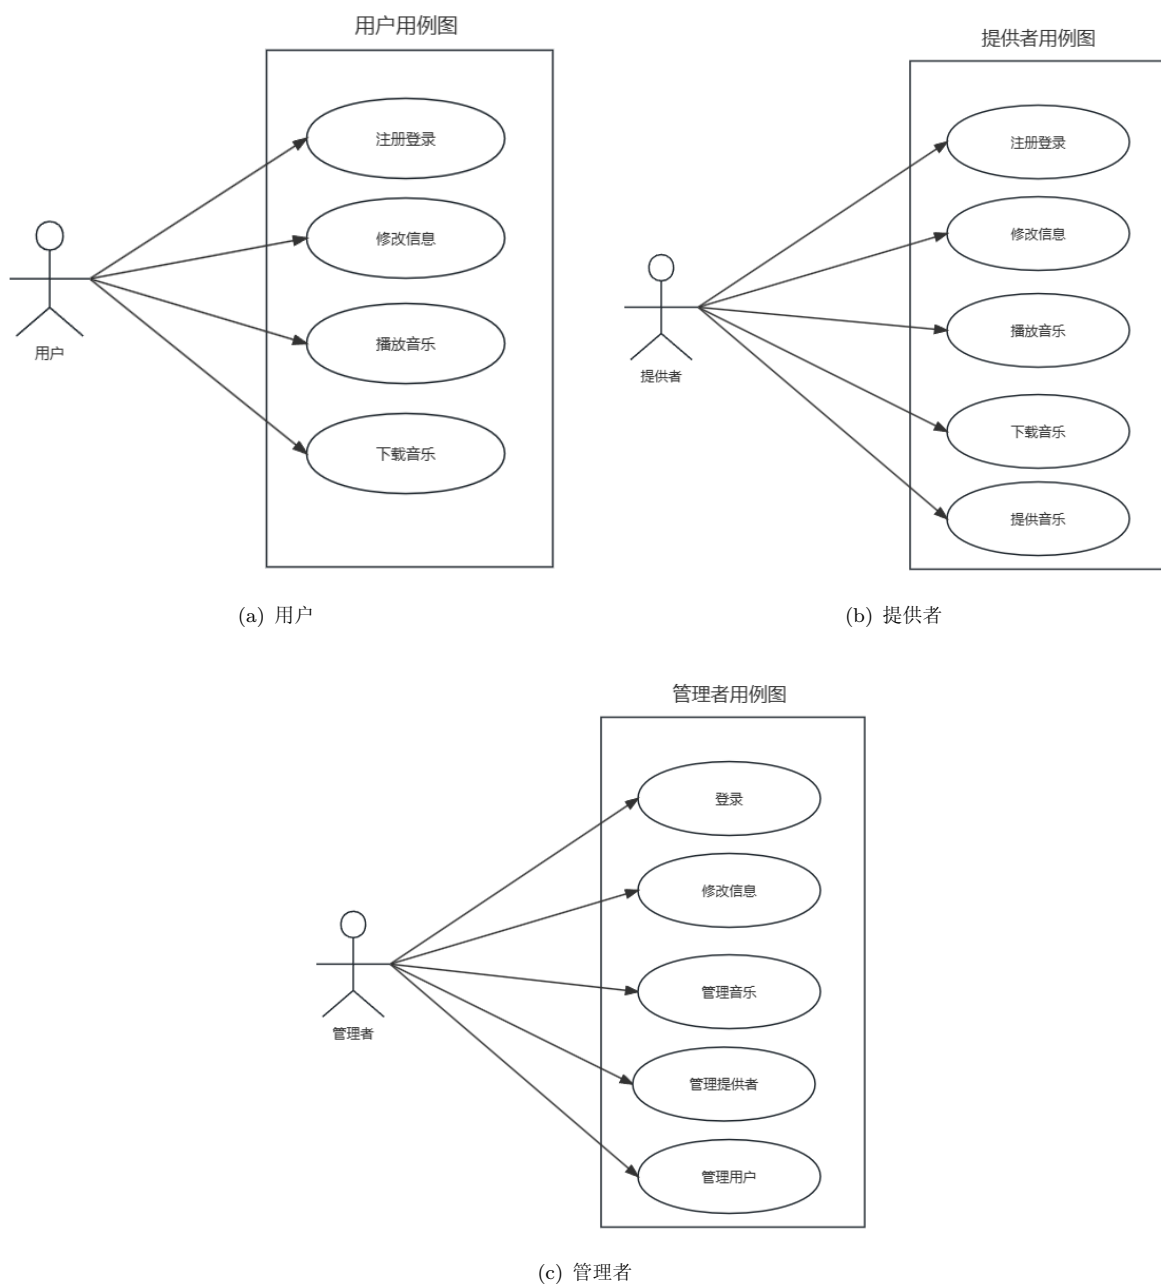 用户用例图
注册登录
修改信息
播放音乐
下载音乐
用户
(a) 用户
提供者用例图
注册登录
修改信息
播放音乐
下载音乐
提供音乐
提供者
(b) 提供者
管理者用例图
登录
修改信息
管理音乐
管理提供者
管理用户
管理者
(c) 管理者